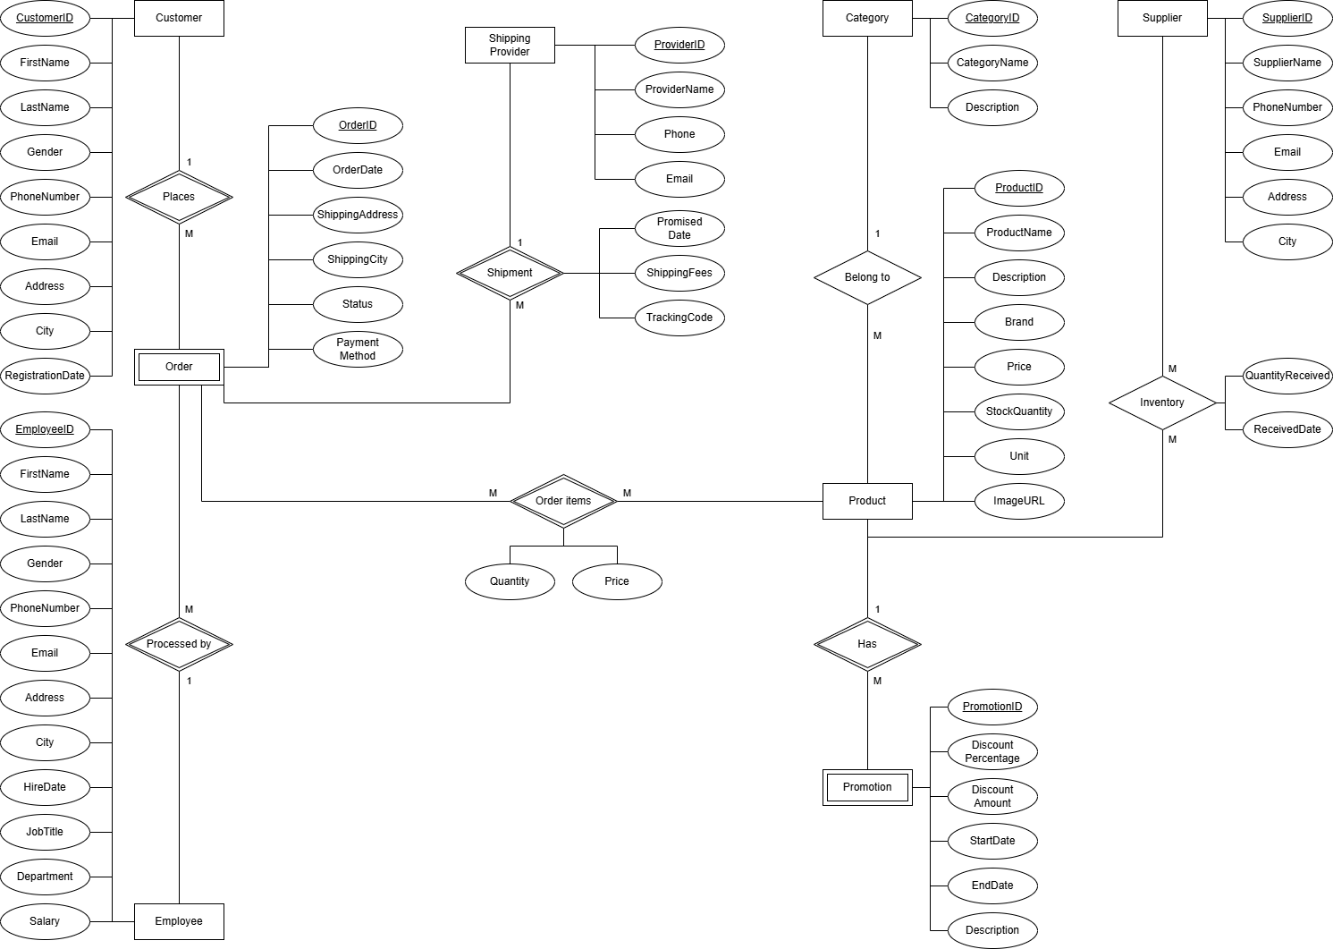 CustomerID
Customer
FirstName
LastName
Gender
PhoneNumber
Email
Address
City
RegistrationDate
1
Places
M
Order
OrderID
OrderDate
ShippingAddress
ShippingCity
Status
Payment
Method
Shipping
Provider
ProviderID
ProviderName
Phone
Email
1
Shipment
M
Promised
Date
ShippingFees
TrackingCode
Category
CategoryID
CategoryName
Description
1
Belong to
M
Supplier
SupplierID
SupplierName
PhoneNumber
Email
Address
City
M
Inventory
M
QuantityReceived
ReceivedDate
ProductID
ProductName
Description
Brand
Price
StockQuantity
Unit
ImageURL
Product
M
Order items
M
Quantity
Price
EmployeeID
FirstName
LastName
Gender
PhoneNumber
Email
Address
City
HireDate
JobTitle
Department
Salary
M
Processed by
1
Employee
1
Has
M
Promotion
PromotionID
Discount
Percentage
Discount
Amount
StartDate
EndDate
Description